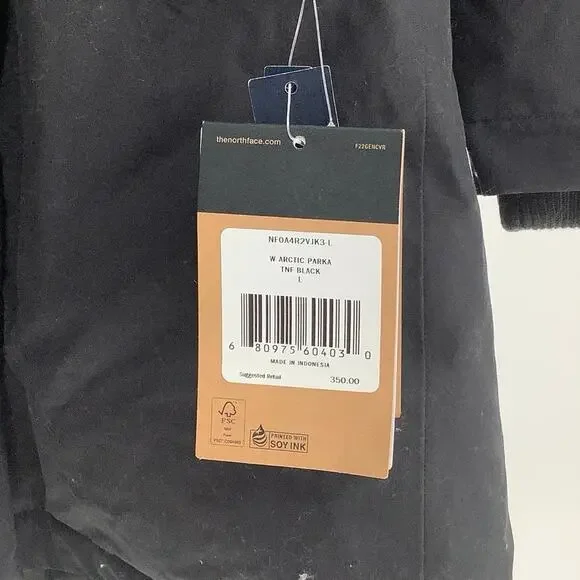 thenorthface.com F22GENCVR
NF0A4R2VJK3-L
W ARCTIC PARKA
TNF BLACK
L
6 80975 60403 0
MADE IN INDONESIA
Suggested Retail 350.00
FSC
PRINTED WITH
SOY INK